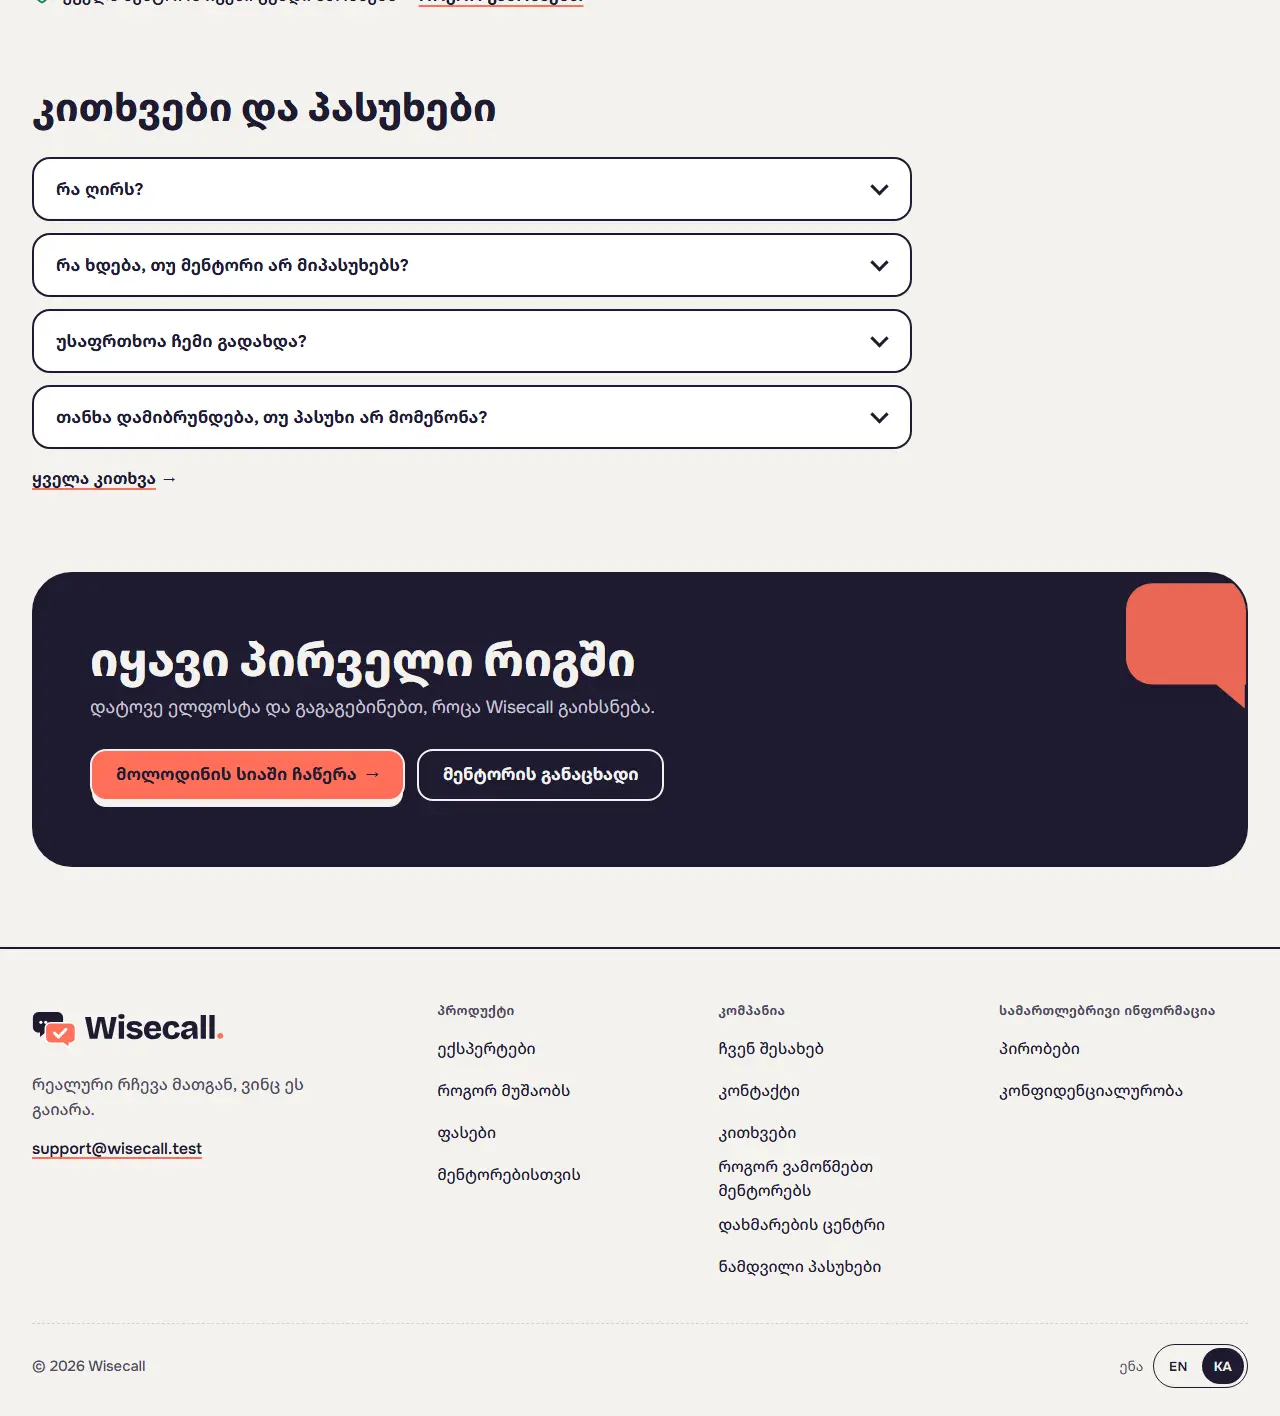 კითხვები და პასუხები
რა ღირს?
რა ხდება, თუ მენტორი არ მიპასუხებს?
უსაფრთხოა ჩემი გადახდა?
თანხა დამიბრუნდება, თუ პასუხი არ მომეწონა?
ყველა კითხვა →
იყავი პირველი რიგში
დატოვე ელფოსტა და გაგაგებინებთ, როცა Wisecall გაიხსნება.
მოლოდინის სიაში ჩაწერა →
მენტორის განაცხადი
Wisecall.
რეალური რჩევა მათგან, ვინც ეს
გაიარა.
support@wisecall.test
პროდუქტი
ექსპერტები
როგორ მუშაობს
ფასები
მენტორებისთვის
კომპანია
ჩვენ შესახებ
კონტაქტი
კითხვები
როგორ ვამოწმებთ
მენტორებს
დახმარების ცენტრი
ნამდვილი პასუხები
სამართლებრივი ინფორმაცია
პირობები
კონფიდენციალურობა
© 2026 Wisecall
ენა
EN
KA